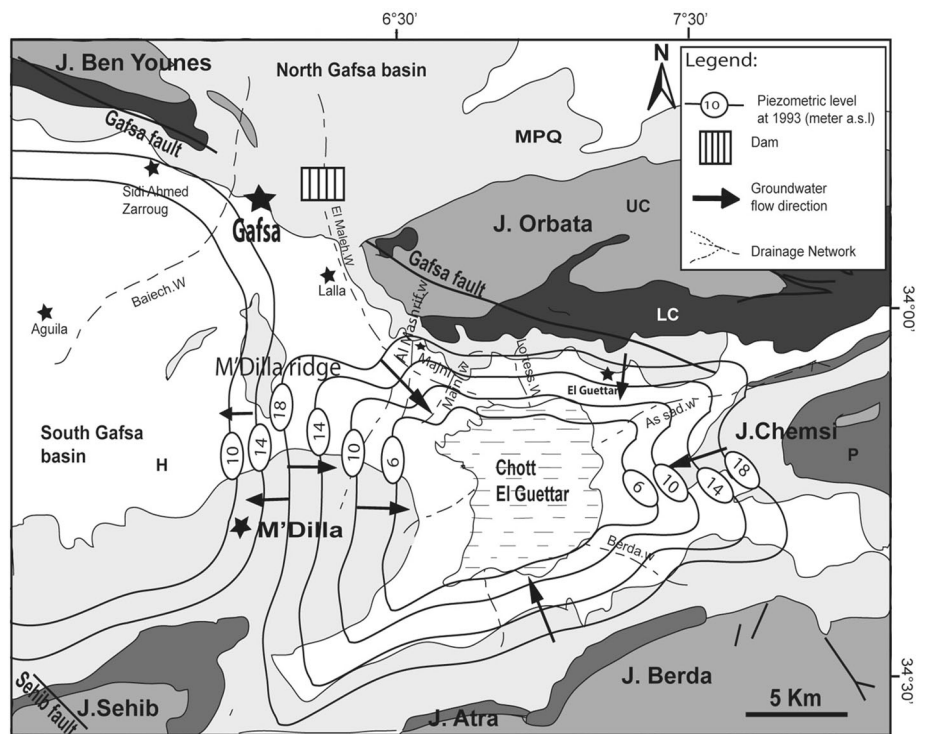 6°30'
7°30'
J. Ben Younes
North Gafsa basin
N
Legend:
10
Piezometric level
at 1993 (meter a.s.l)
Dam
Groundwater
flow direction
Drainage Network
Gafsa fault
MPQ
Sidi Ahmed
Zarroug
Gafsa
El Maleh.W
UC
J. Orbata
Gafsa fault
Lalla
Baiech.W
34°00'
Aguila
LC
Al Mashrif.w
Lortess.W
M'Dilla ridge
Majni.w
El Guettar
As sad.w
18
14
10
6
10
14
South Gafsa
basin
H
J.Chemsi
P
Chott
El Guettar
6
10
14
18
M'Dilla
Berda.w
34°30'
J. Berda
Sehib fault
J.Sehib
J. Atra
5 Km